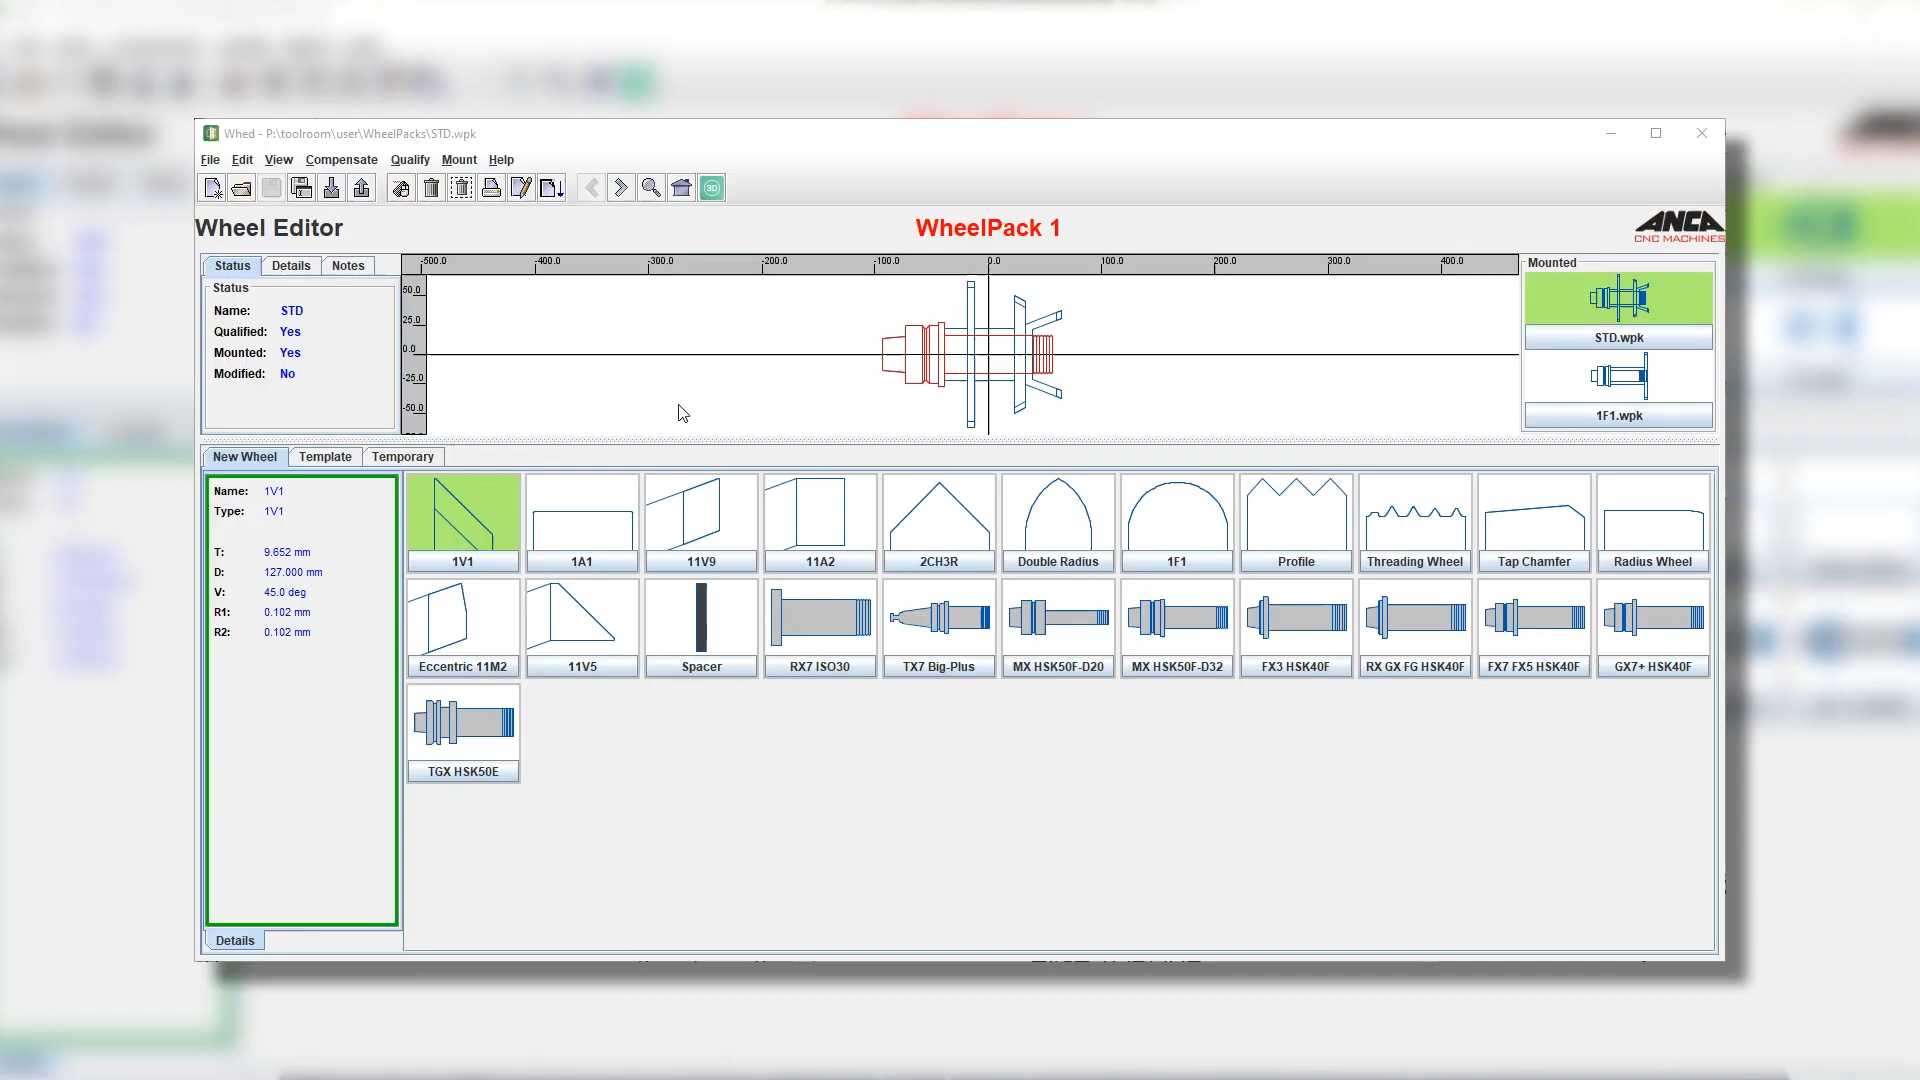 Whed - P:\toolroom\user\WheelPacks\STD.wpk
File Edit View Compensate Qualify Mount Help
3D
Wheel Editor
WheelPack 1
ANCA
CNC MACHINES
Status Details Notes
Status
Name: STD
Qualified: Yes
Mounted: Yes
Modified: No
-500.0 -400.0 -300.0 -200.0 -100.0 0.0 100.0 200.0 300.0 400.0
50.0
25.0
0.0
-25.0
-50.0
Mounted
STD.wpk
1F1.wpk
New Wheel Template Temporary
Name: 1V1
Type: 1V1
T: 9.652 mm
D: 127.000 mm
V: 45.0 deg
R1: 0.102 mm
R2: 0.102 mm
Details
1V1 1A1 11V9 11A2 2CH3R Double Radius 1F1 Profile Threading Wheel Tap Chamfer Radius Wheel
Eccentric 11M2 11V5 Spacer RX7 ISO30 TX7 Big-Plus MX HSK50F-D20 MX HSK50F-D32 FX3 HSK40F RX GX FG HSK40F FX7 FX5 HSK40F GX7+ HSK40F
TGX HSK50E